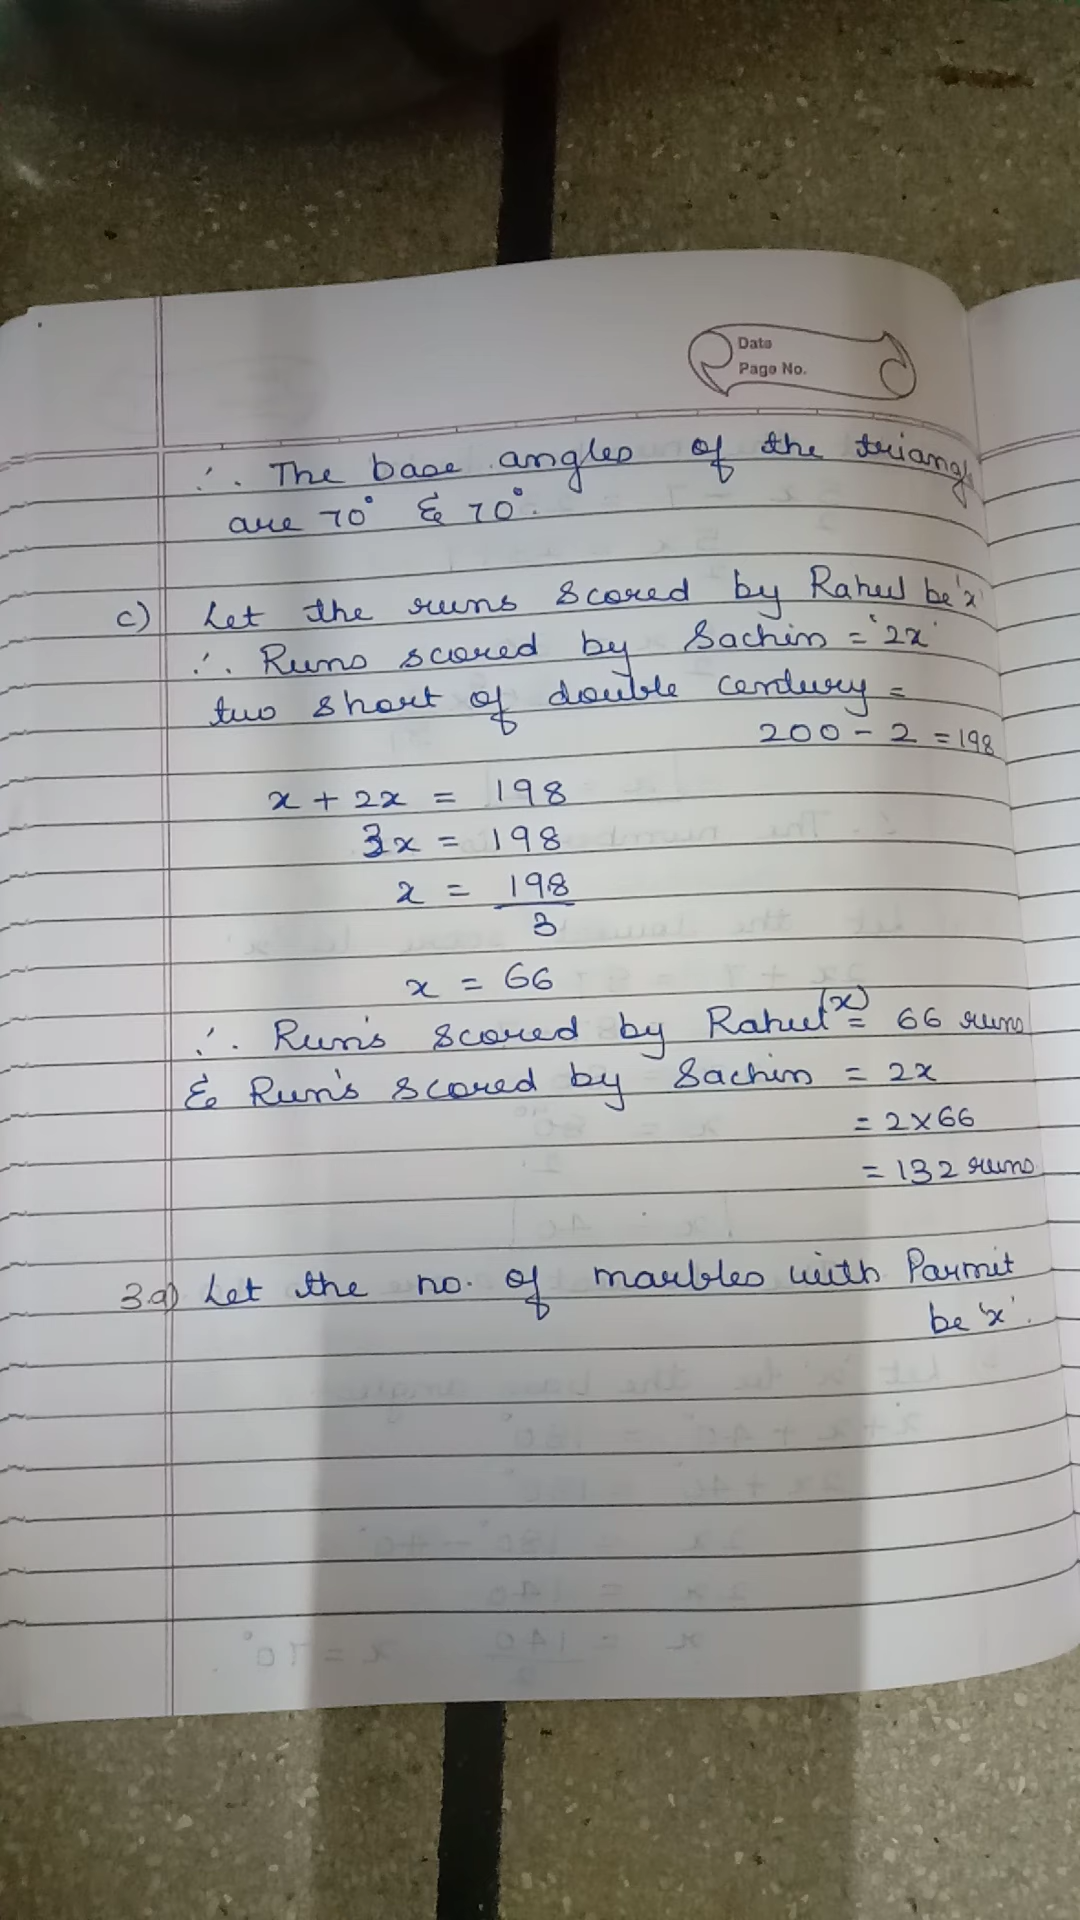 Date
Page No.
∴ The base angles of the triangle
are 70° & 70°.
c) Let the runs scored by Rahul be 'x'
∴ Runs scored by Sachin = '2x'
two short of double century =
200 - 2 = 198
x + 2x = 198
3x = 198
x = 198/3
x = 66
∴ Run's scored by Rahul (x) = 66 runs
& Run's scored by Sachin = 2x
= 2×66
= 132 runs
3.a) Let the no. of marbles with Parmit
be 'x'.